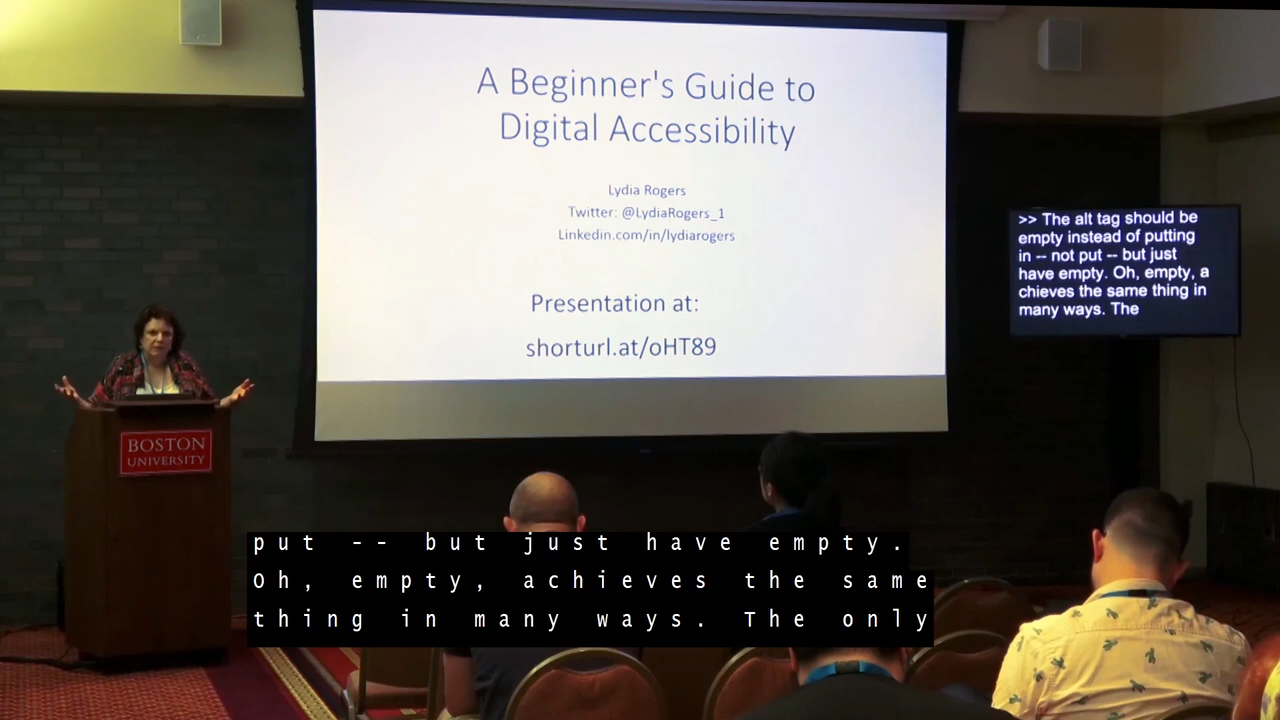 A Beginner's Guide to
Digital Accessibility
Lydia Rogers
Twitter: @LydiaRogers_1
Linkedin.com/in/lydiarogers
Presentation at:
shorturl.at/oHT89
>> The alt tag should be
empty instead of putting
in -- not put -- but just
have empty. Oh, empty, a
chieves the same thing in
many ways. The
BOSTON
UNIVERSITY
put -- but just have empty.
Oh, empty, achieves the same
thing in many ways. The only